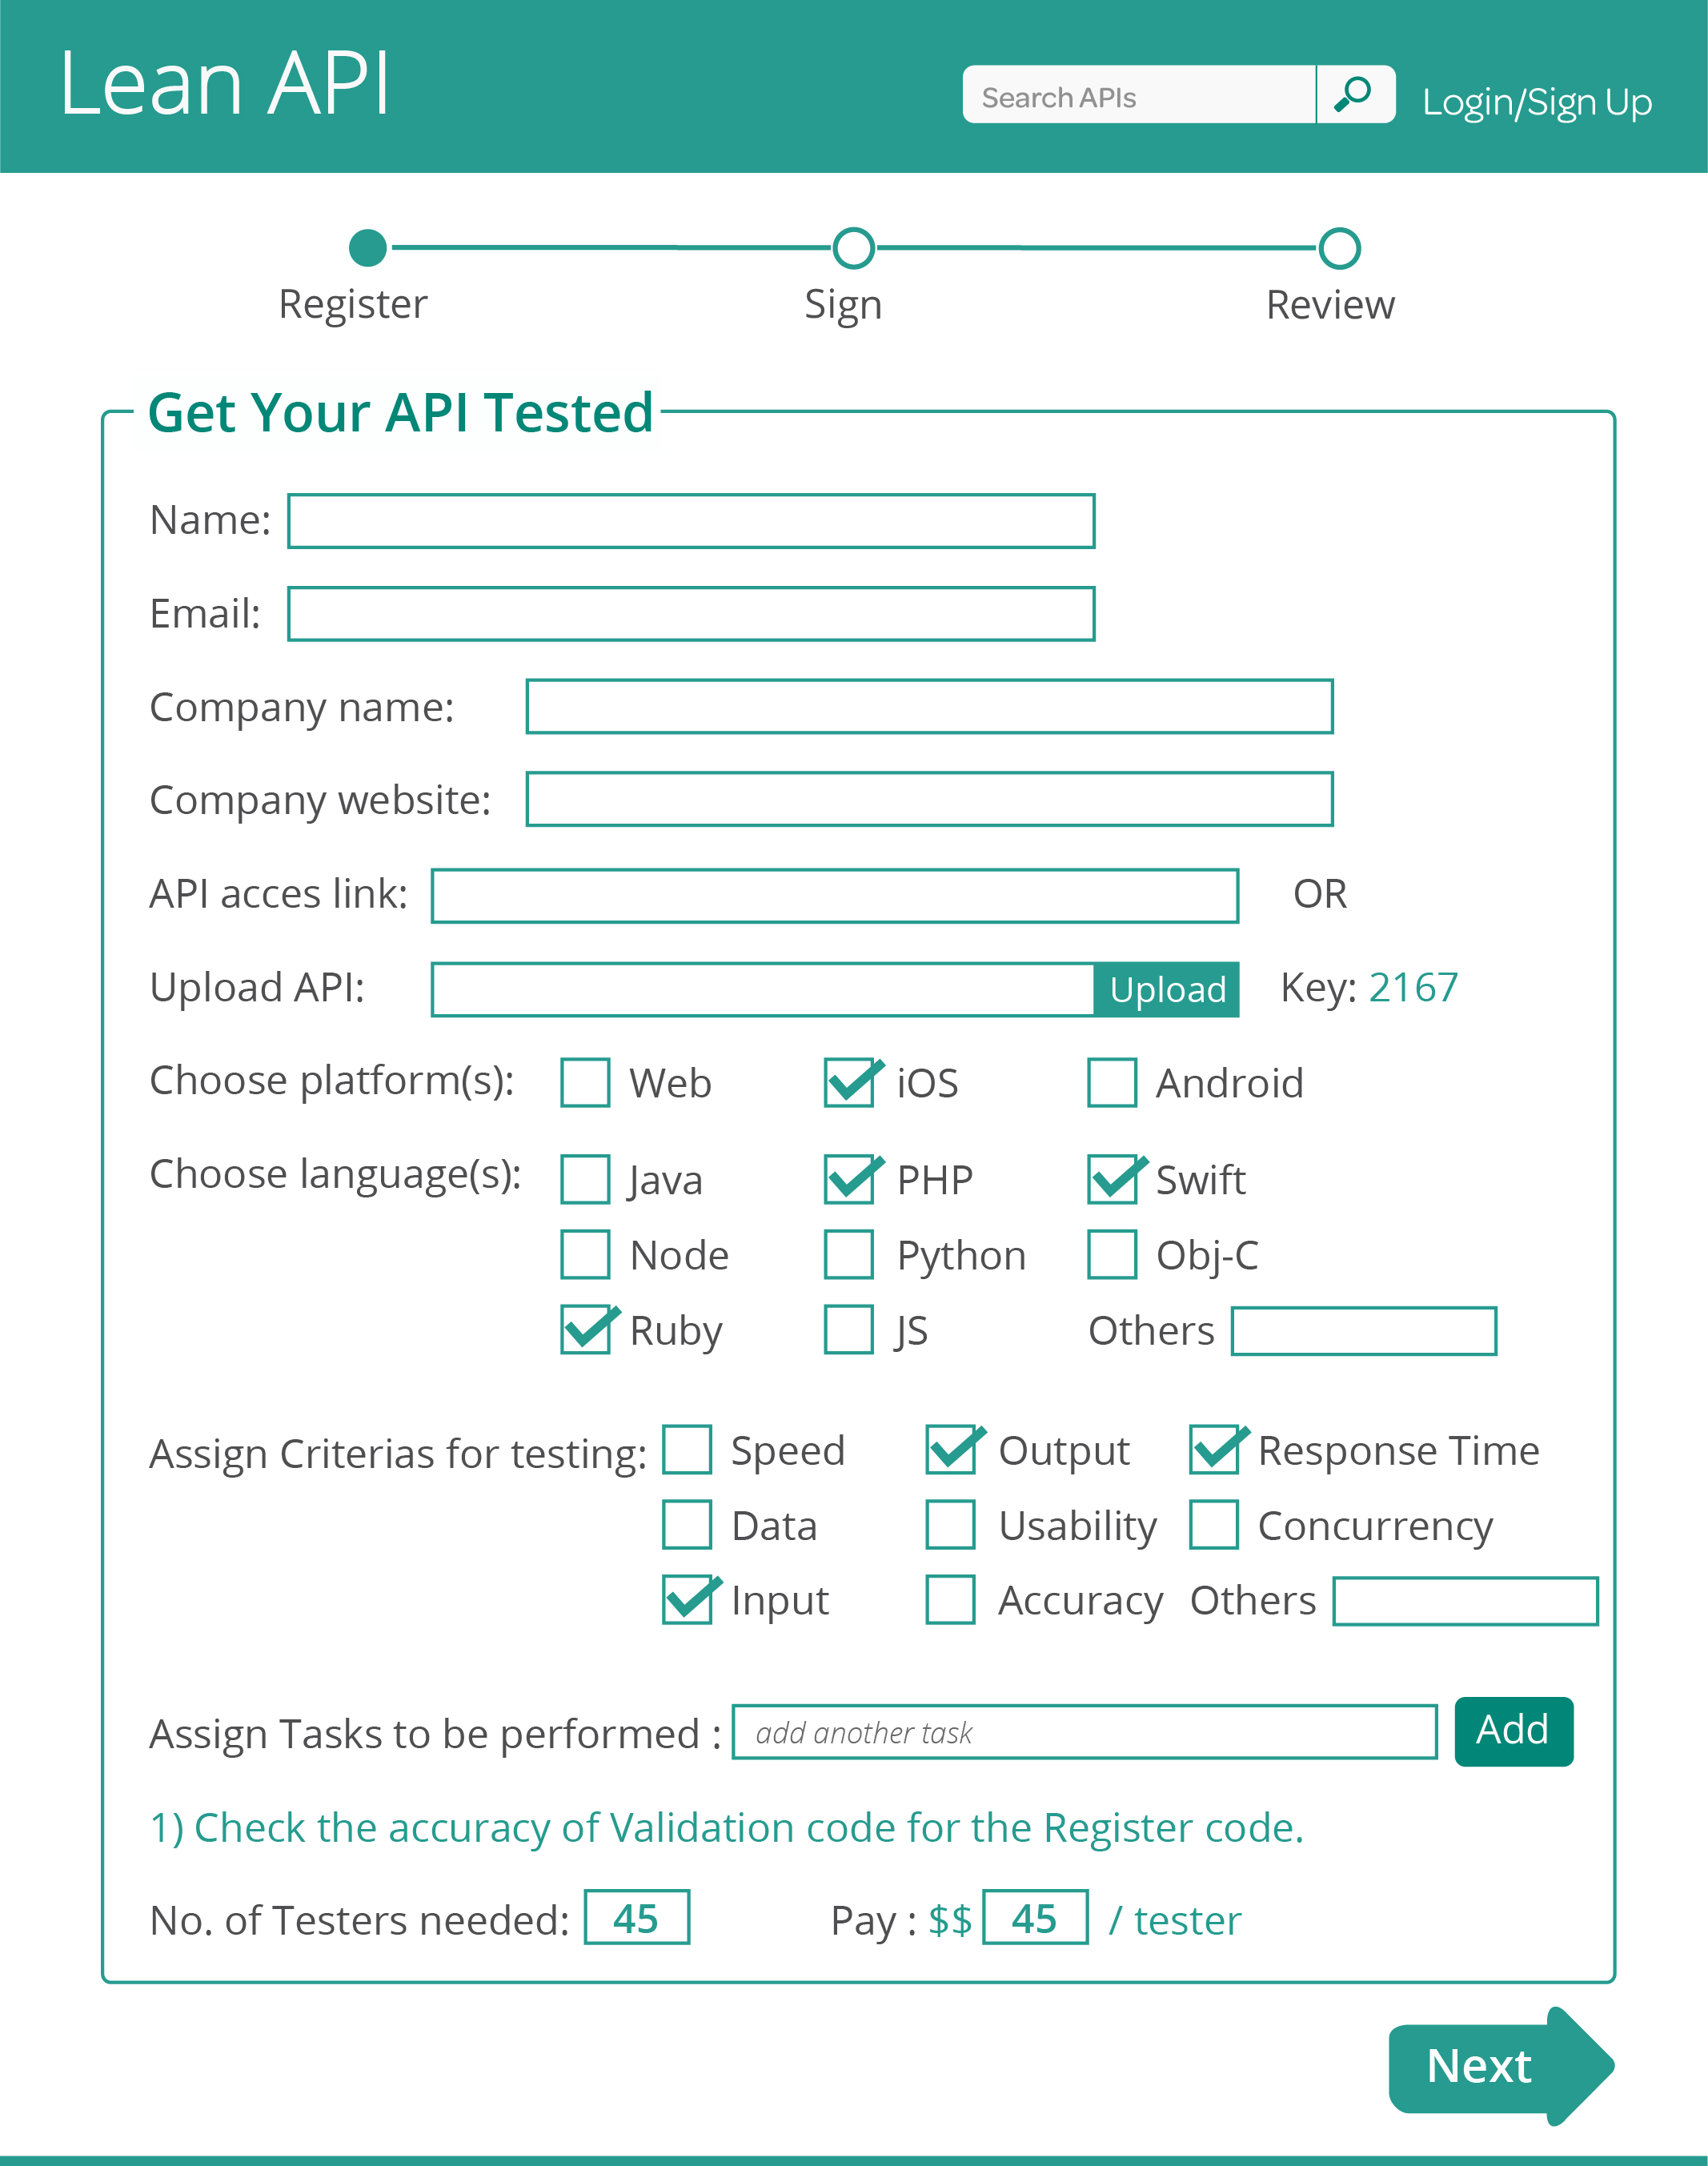 Lean API
Search APIs
Login/Sign Up
Register Sign Review
Get Your API Tested
Name:
Email:
Company name:
Company website:
API acces link: OR
Upload API: Upload Key: 2167
Choose platform(s): Web iOS Android
Choose language(s): Java PHP Swift
Node Python Obj-C
Ruby JS Others
Assign Criterias for testing: Speed Output Response Time
Data Usability Concurrency
Input Accuracy Others
Assign Tasks to be performed : add another task Add
1) Check the accuracy of Validation code for the Register code.
No. of Testers needed: 45 Pay : $$ 45 / tester
Next